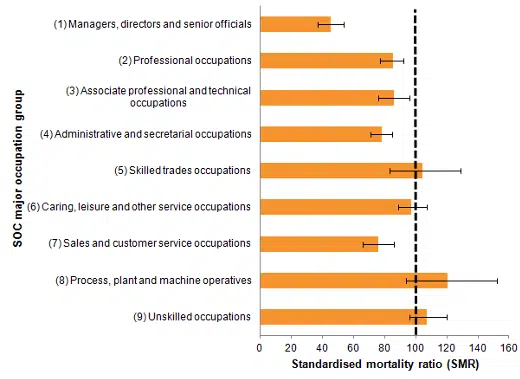 SOC major occupation group
(1) Managers, directors and senior officials
(2) Professional occupations
(3) Associate professional and technical
occupations
(4) Administrative and secretarial occupations
(5) Skilled trades occupations
(6) Caring, leisure and other service occupations
(7) Sales and customer service occupations
(8) Process, plant and machine operatives
(9) Unskilled occupations
0 20 40 60 80 100 120 140 160
Standardised mortality ratio (SMR)